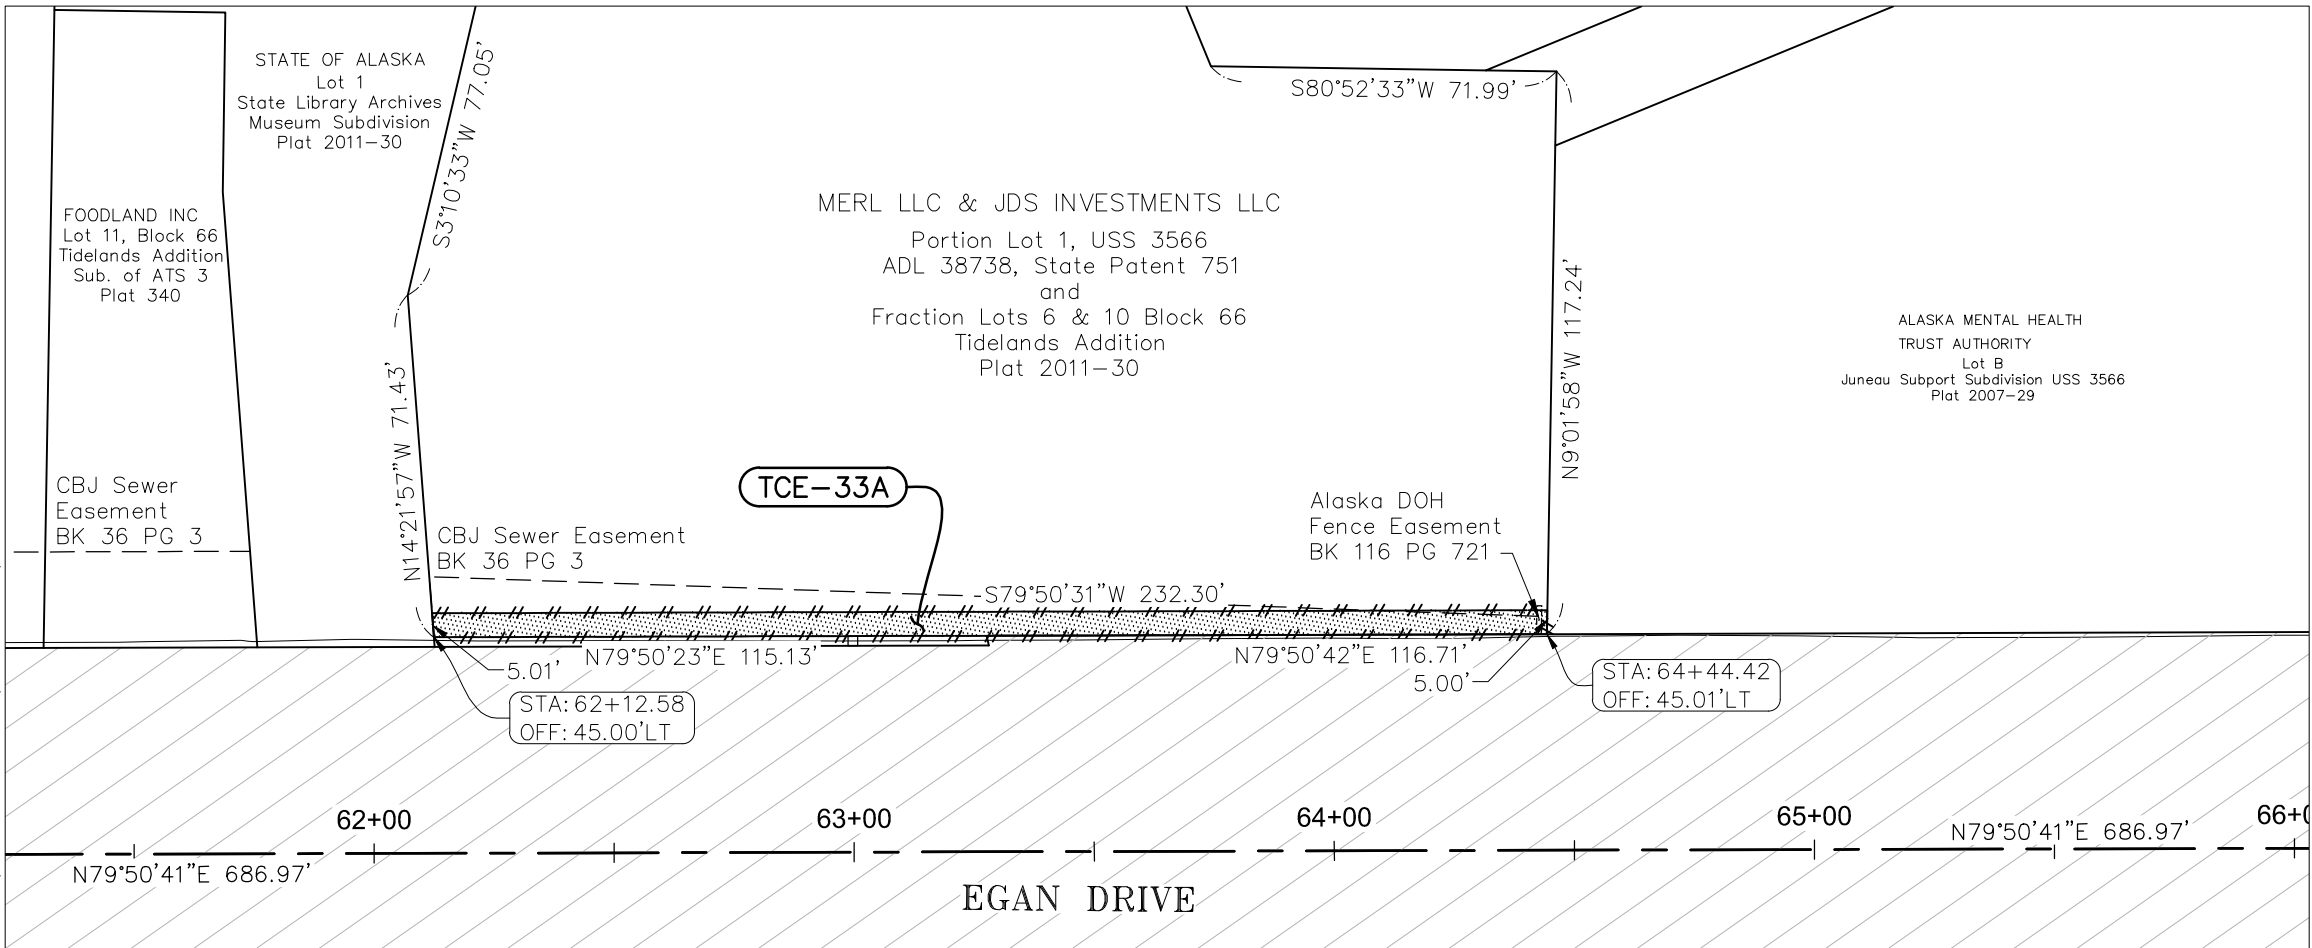 STATE OF ALASKA
Lot 1
State Library Archives
Museum Subdivision
Plat 2011-30
FOODLAND INC
Lot 11, Block 66
Tidelands Addition
Sub. of ATS 3
Plat 340
S3°10'33"W 77.05'
S80°52'33"W 71.99'
MERL LLC & JDS INVESTMENTS LLC
Portion Lot 1, USS 3566
ADL 38738, State Patent 751
and
Fraction Lots 6 & 10 Block 66
Tidelands Addition
Plat 2011-30
N9°01'58"W 117.24'
ALASKA MENTAL HEALTH
TRUST AUTHORITY
Lot B
Juneau Subport Subdivision USS 3566
Plat 2007-29
N14°21'57"W 71.43'
CBJ Sewer
Easement
BK 36 PG 3
TCE-33A
CBJ Sewer Easement
BK 36 PG 3
Alaska DOH
Fence Easement
BK 116 PG 721
S79°50'31"W 232.30'
N79°50'23"E 115.13'
N79°50'42"E 116.71'
5.01'
5.00'
STA: 62+12.58
OFF: 45.00'LT
STA: 64+44.42
OFF: 45.01'LT
62+00
63+00
64+00
65+00
66+0
N79°50'41"E 686.97'
N79°50'41"E 686.97'
EGAN DRIVE